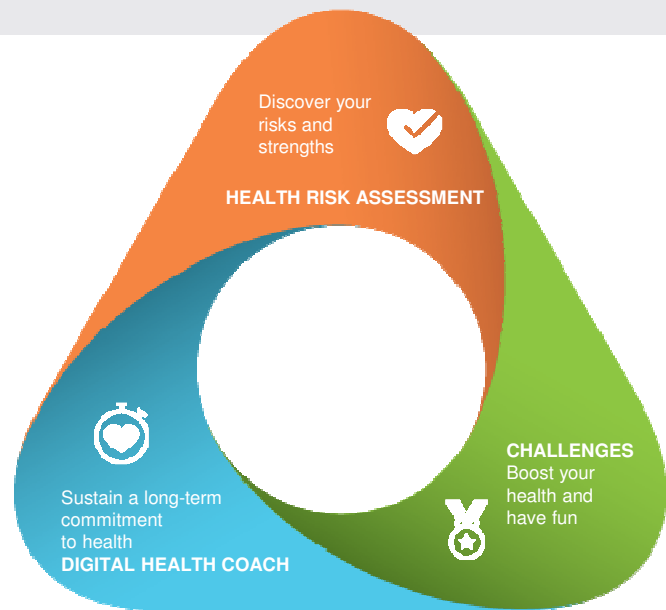 Discover your
risks and
strengths
HEALTH RISK ASSESSMENT
CHALLENGES
Boost your
health and
have fun
Sustain a long-term
commitment
to health
DIGITAL HEALTH COACH